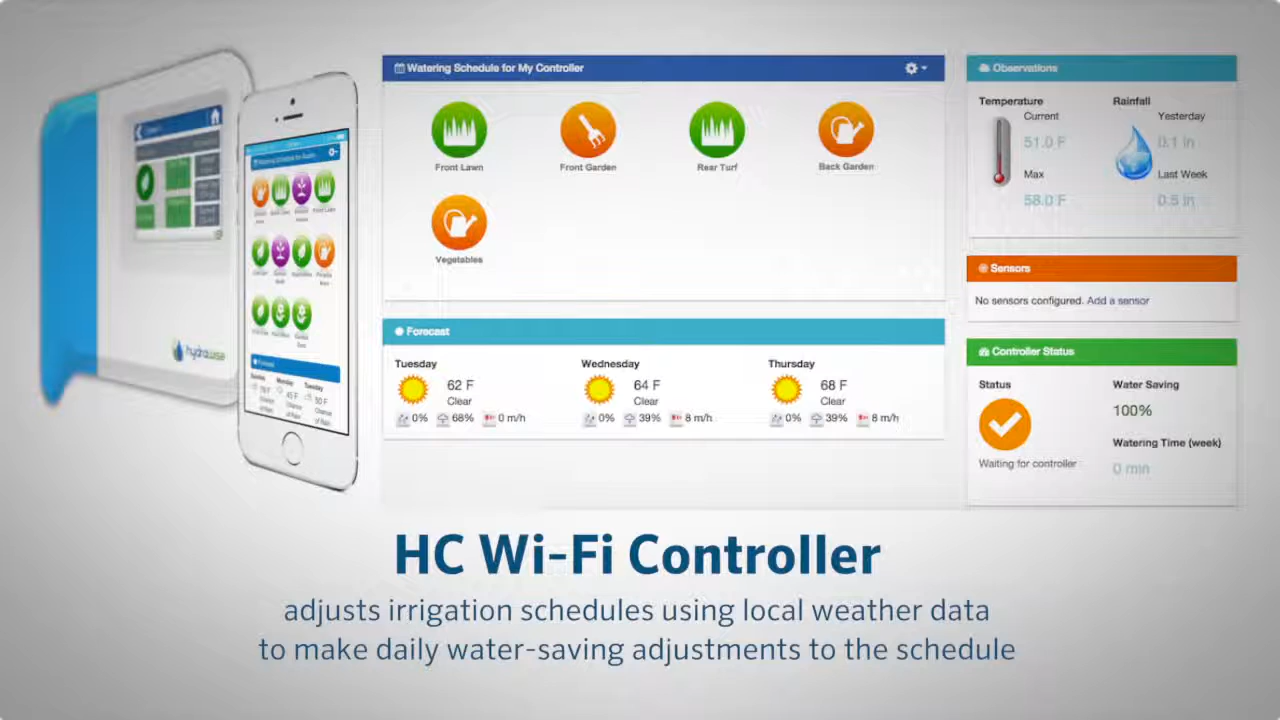 Watering Schedule for My Controller
Front Lawn
Front Garden
Rear Turf
Back Garden
Vegetables
Forecast
Tuesday
62 F
Clear
0% 68% 0 m/h
Wednesday
64 F
Clear
0% 39% 8 m/h
Thursday
68 F
Clear
0% 39% 8 m/h
Observations
Temperature
Current
51.0 F
Max
58.0 F
Rainfall
Yesterday
0.1 in
Last Week
0.5 in
Sensors
No sensors configured. Add a sensor
Controller Status
Status
Waiting for controller
Water Saving
100%
Watering Time (week)
0 min
hydrawise
HC Wi-Fi Controller
adjusts irrigation schedules using local weather data
to make daily water-saving adjustments to the schedule